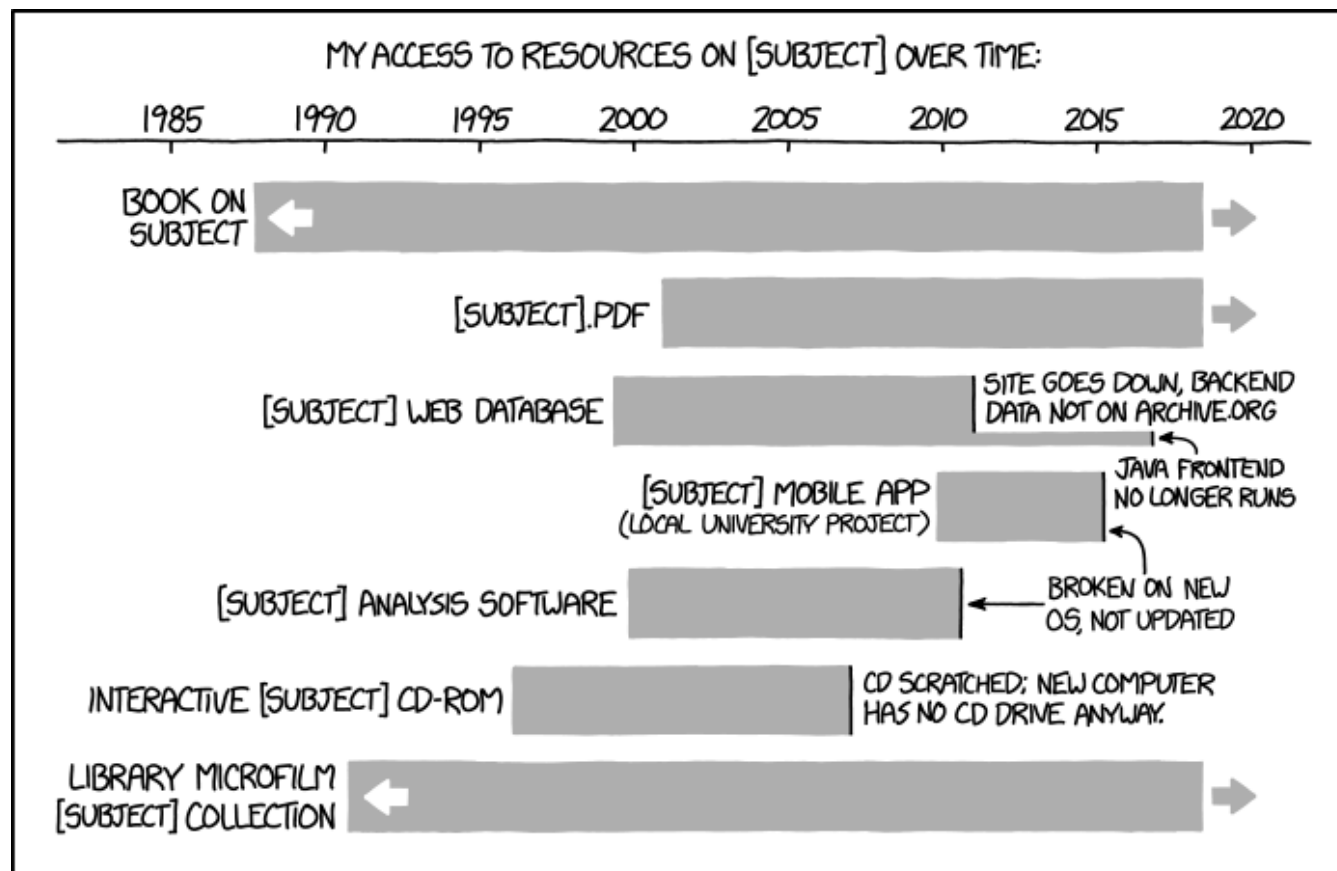 MY ACCESS TO RESOURCES ON [SUBJECT] OVER TIME:
1985 1990 1995 2000 2005 2010 2015 2020
BOOK ON
SUBJECT
[SUBJECT].PDF
[SUBJECT] WEB DATABASE
SITE GOES DOWN, BACKEND
DATA NOT ON ARCHIVE.ORG
JAVA FRONTEND
NO LONGER RUNS
[SUBJECT] MOBILE APP
(LOCAL UNIVERSITY PROJECT)
[SUBJECT] ANALYSIS SOFTWARE
BROKEN ON NEW
OS, NOT UPDATED
INTERACTIVE [SUBJECT] CD-ROM
CD SCRATCHED; NEW COMPUTER
HAS NO CD DRIVE ANYWAY.
LIBRARY MICROFILM
[SUBJECT] COLLECTION